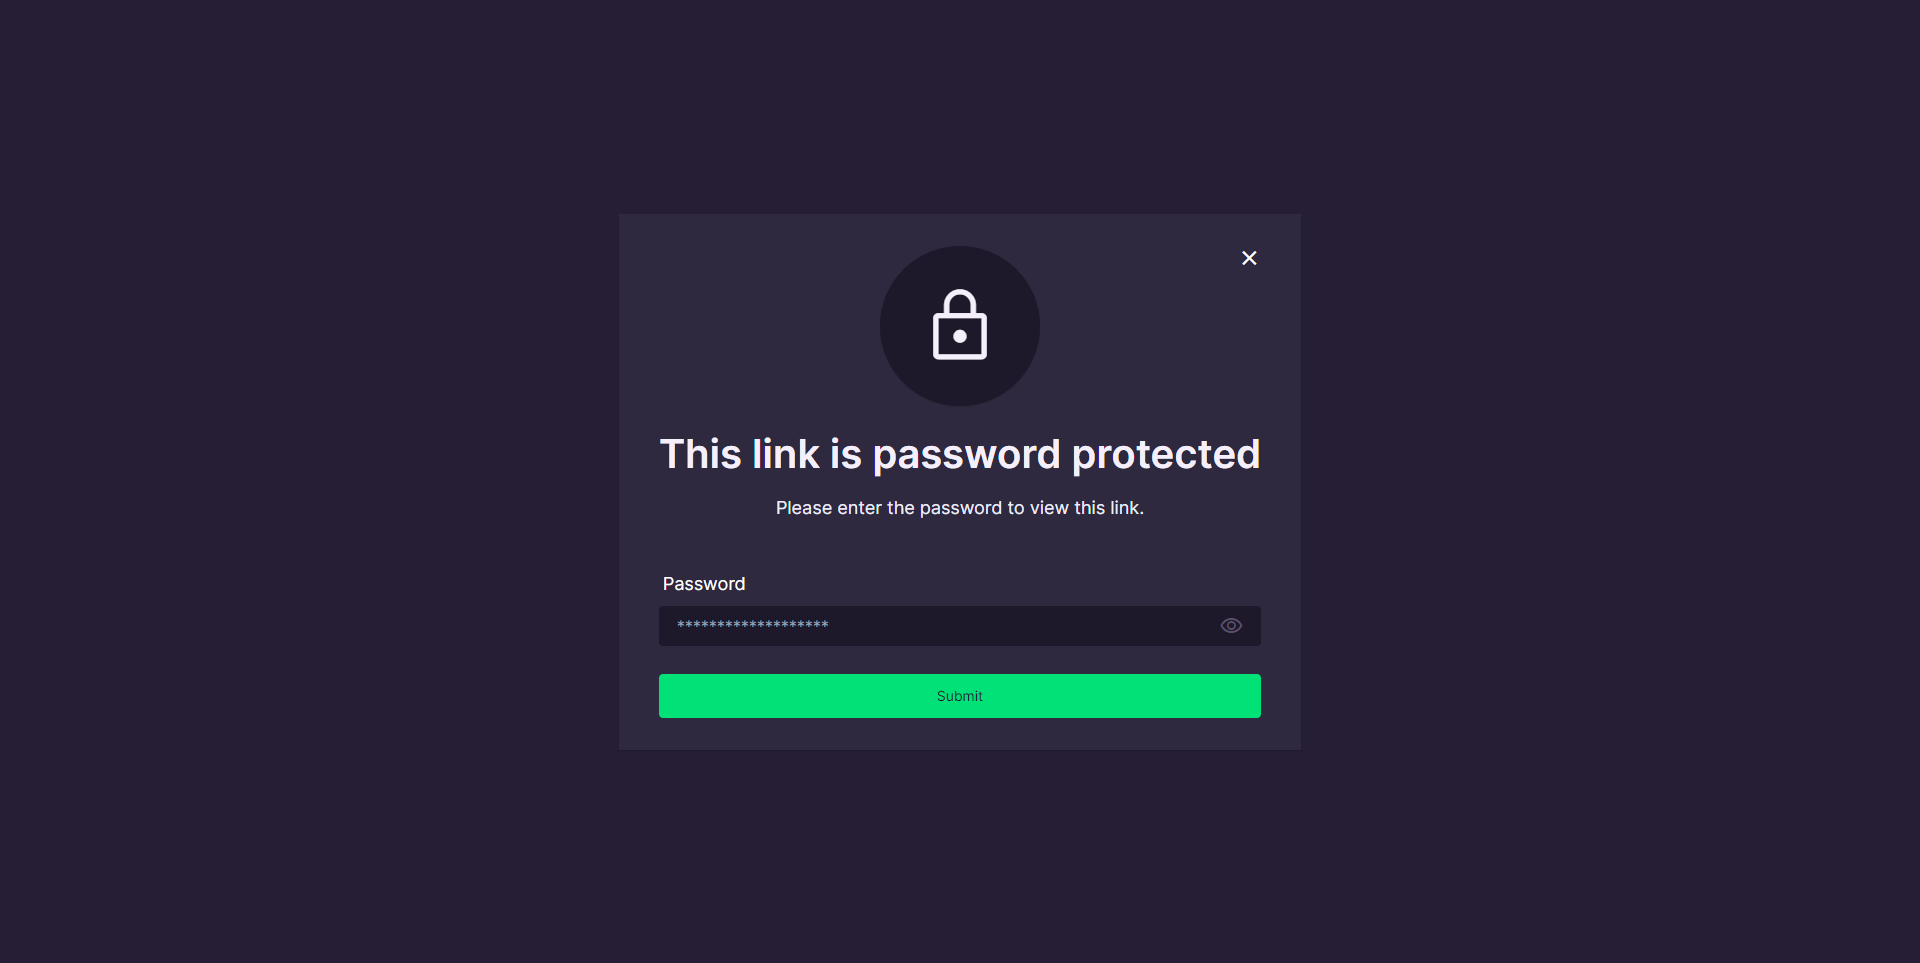 This link is password protected
Please enter the password to view this link.
Password
*******************
Submit